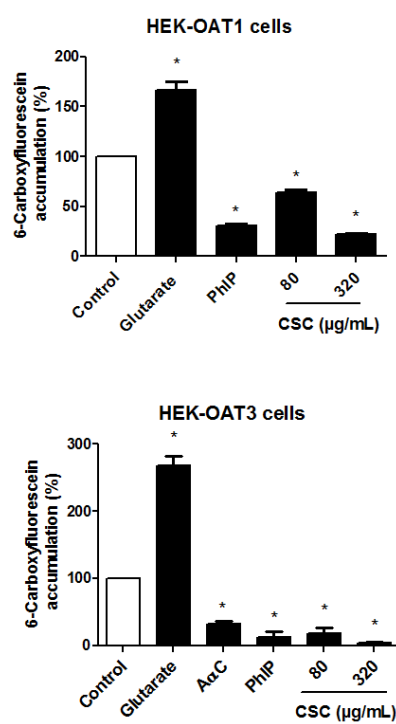 HEK-OAT1 cells
6-Carboxyfluorescein
accumulation (%)
200
150
100
50
0
*
*
*
*
Control
Glutarate
PhIP
80
320
CSC (µg/mL)
HEK-OAT3 cells
6-Carboxyfluorescein
accumulation (%)
300
200
100
0
*
*
*
*
*
Control
Glutarate
AαC
PhIP
80
320
CSC (µg/mL)